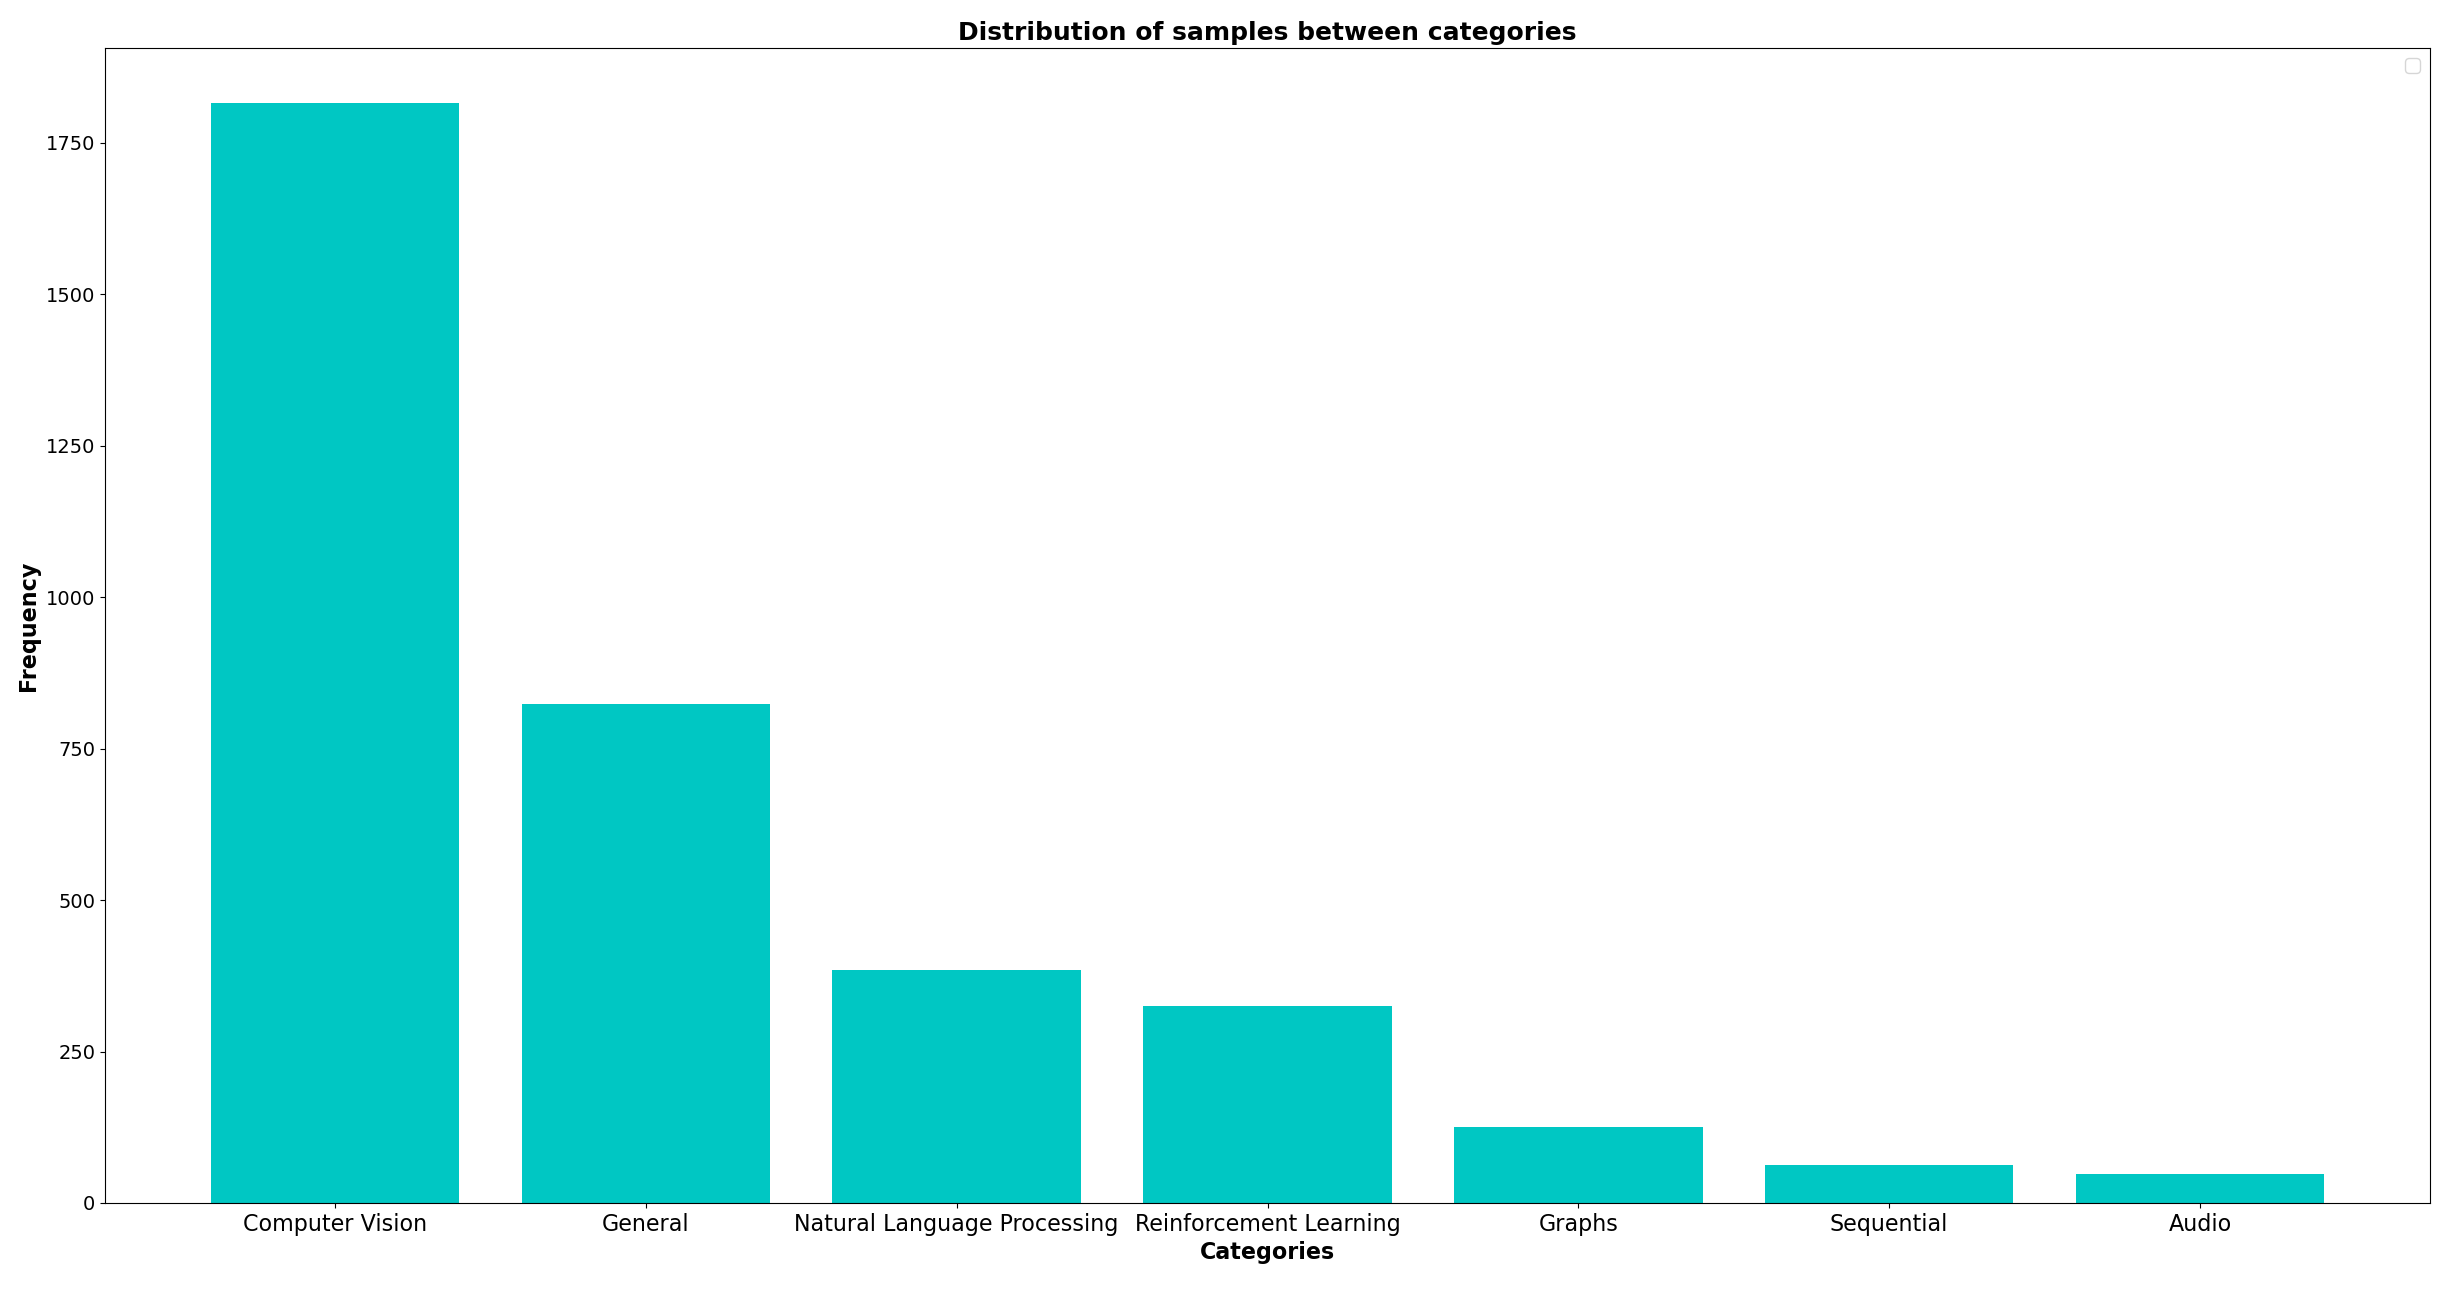 Distribution of samples between categories
Frequency
1750
1500
1250
1000
750
500
250
0
Computer Vision
General
Natural Language Processing
Reinforcement Learning
Graphs
Sequential
Audio
Categories